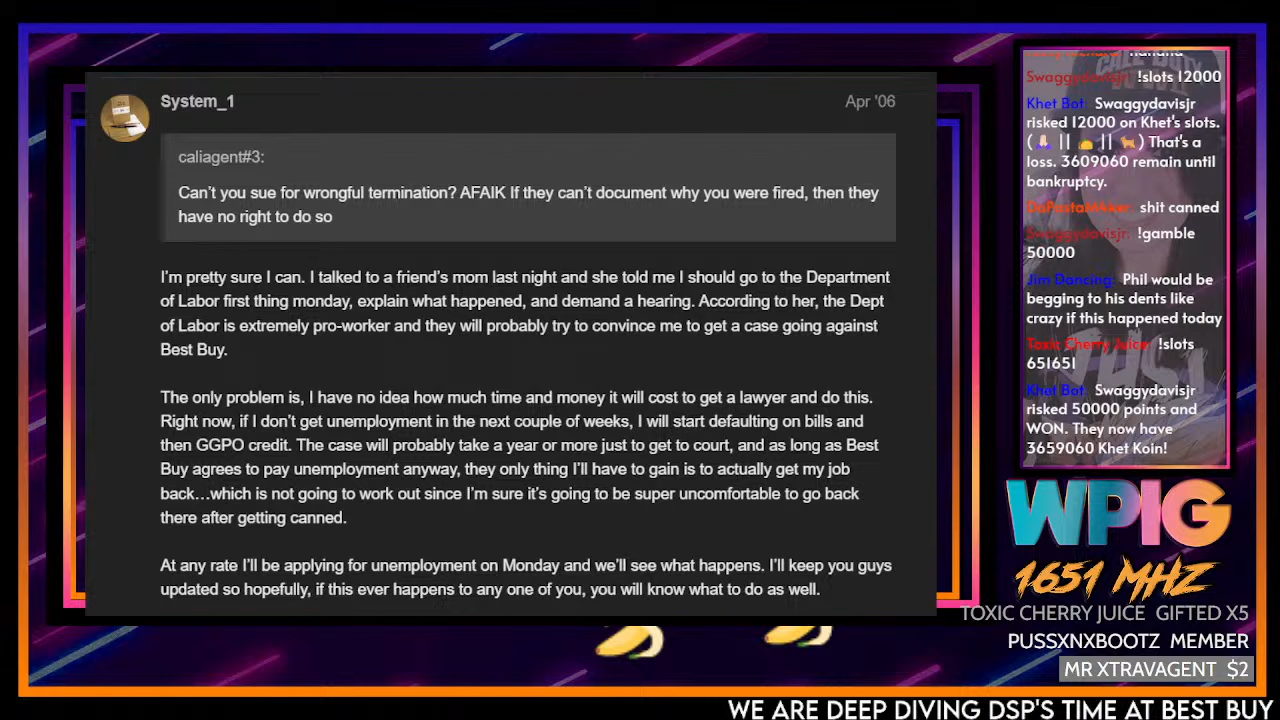 System_1
Apr '06
caliagent#3:
Can't you sue for wrongful termination? AFAIK If they can't document why you were fired, then they
have no right to do so
I'm pretty sure I can. I talked to a friend's mom last night and she told me I should go to the Department
of Labor first thing monday, explain what happened, and demand a hearing. According to her, the Dept
of Labor is extremely pro-worker and they will probably try to convince me to get a case going against
Best Buy.
The only problem is, I have no idea how much time and money it will cost to get a lawyer and do this.
Right now, if I don't get unemployment in the next couple of weeks, I will start defaulting on bills and
then GGPO credit. The case will probably take a year or more just to get to court, and as long as Best
Buy agrees to pay unemployment anyway, they only thing I'll have to gain is to actually get my job
back…which is not going to work out since I'm sure it's going to be super uncomfortable to go back
there after getting canned.
At any rate I'll be applying for unemployment on Monday and we'll see what happens. I'll keep you guys
updated so hopefully, if this ever happens to any one of you, you will know what to do as well.
Swaggydavisjr: !slots 12000
Khet Bot: Swaggydavisjr
risked 12000 on Khet's slots.
( || || ) That's a
loss. 3609060 remain until
bankruptcy.
DaPastaM4ker: shit canned
Swaggydavisjr: !gamble
50000
Jim Dancing: Phil would be
begging to his dents like
crazy if this happened today
Toxic Cherry Juice: !slots
651651
Khet Bot: Swaggydavisjr
risked 50000 points and
WON. They now have
3659060 Khet Koin!
WPIG
1651 MHZ
TOXIC CHERRY JUICE GIFTED X5
PUSSXNXBOOTZ MEMBER
MR XTRAVAGENT $2
WE ARE DEEP DIVING DSP'S TIME AT BEST BUY